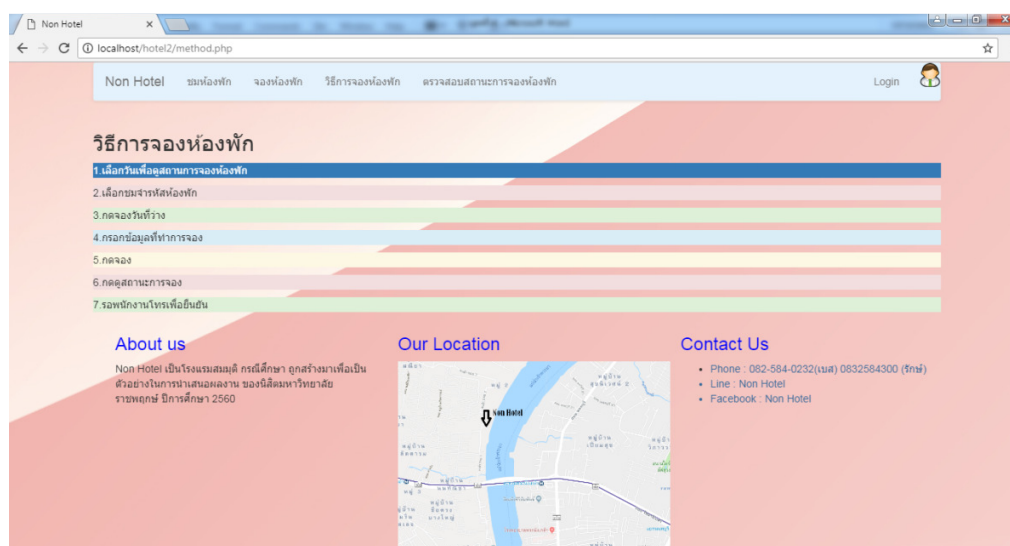 Non Hotel
localhost/hotel2/method.php
Non Hotel ชมห้องพัก จองห้องพัก วิธีการจองห้องพัก ตรวจสอบสถานะการจองห้องพัก Login
วิธีการจองห้องพัก
1.เลือกวันเพื่อดูสถานการจองห้องพัก
2.เลือกชมจำรหัสห้องพัก
3.กดจองวันที่ว่าง
4.กรอกข้อมูลที่ทำการจอง
5.กดจอง
6.กดดูสถานะการจอง
7.รอพนักงานโทรเพื่อยืนยัน
About us
Non Hotel เป็นโรงแรมสมมุติ กรณีศึกษา ถูกสร้างมาเพื่อเป็น
ตัวอย่างในการนำเสนอผลงาน ของนิสิตมหาวิทยาลัย
ราชพฤกษ์ ปีการศึกษา 2560
Our Location
Non Hotel
Contact Us
Phone : 082-584-0232(เบส) 0832584300 (รักษ์)
Line : Non Hotel
Facebook : Non Hotel